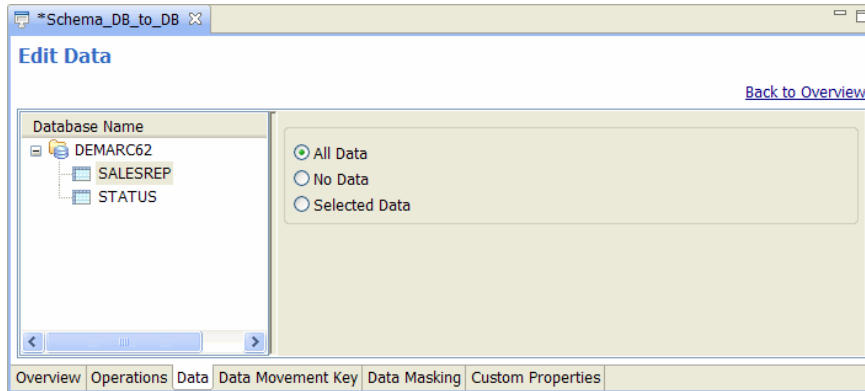 *Schema_DB_to_DB
Edit Data
Back to Overview
Database Name
DEMARC62
SALESREP
STATUS
All Data
No Data
Selected Data
Overview Operations Data Data Movement Key Data Masking Custom Properties